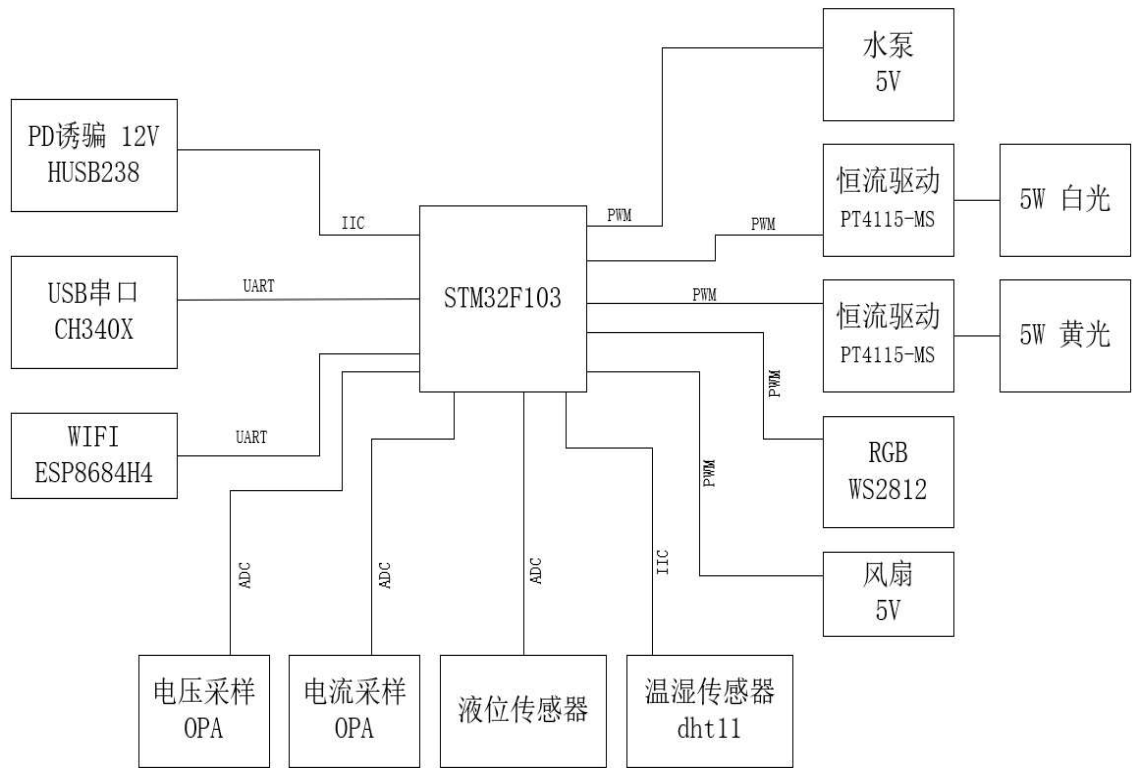 水泵
5V
PD诱骗 12V
HUSB238
IIC
PWM
恒流驱动
PT4115-MS
5W 白光
PWM
USB串口
CH340X
UART
STM32F103
PWM
恒流驱动
PT4115-MS
5W 黄光
PWM
WIFI
ESP8684H4
UART
RGB
WS2812
PWM
ADC
ADC
ADC
IIC
风扇
5V
电压采样
OPA
电流采样
OPA
液位传感器
温湿传感器
dht11